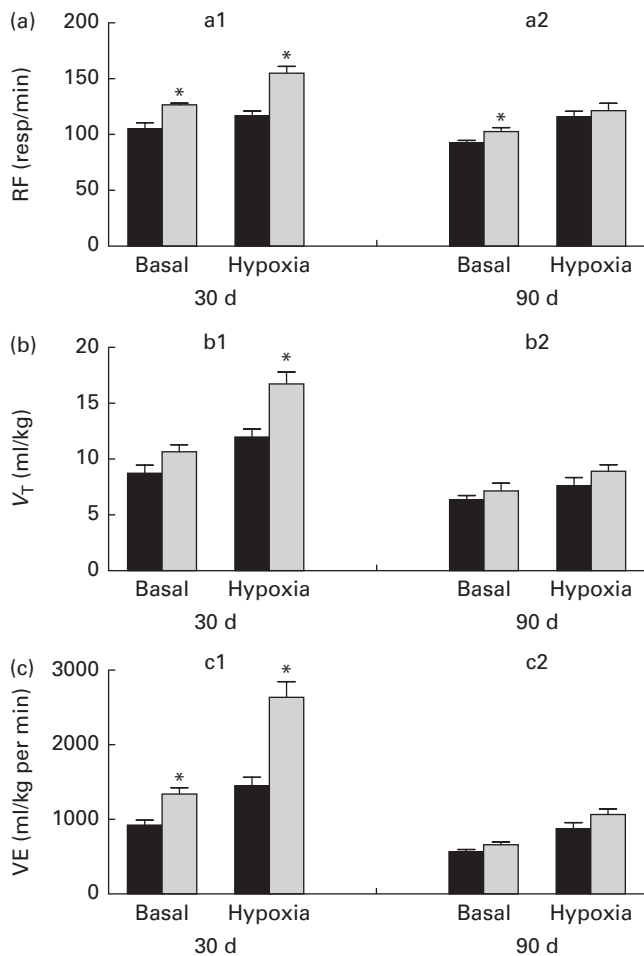 (a)
a1
a2
RF (resp/min)
200
150
100
50
0
*
*
*
Basal
Hypoxia
Basal
Hypoxia
30 d
90 d
(b)
b1
b2
VT (ml/kg)
20
15
10
5
0
*
Basal
Hypoxia
Basal
Hypoxia
30 d
90 d
(c)
c1
c2
VE (ml/kg per min)
3000
2000
1000
0
*
*
Basal
Hypoxia
Basal
Hypoxia
30 d
90 d